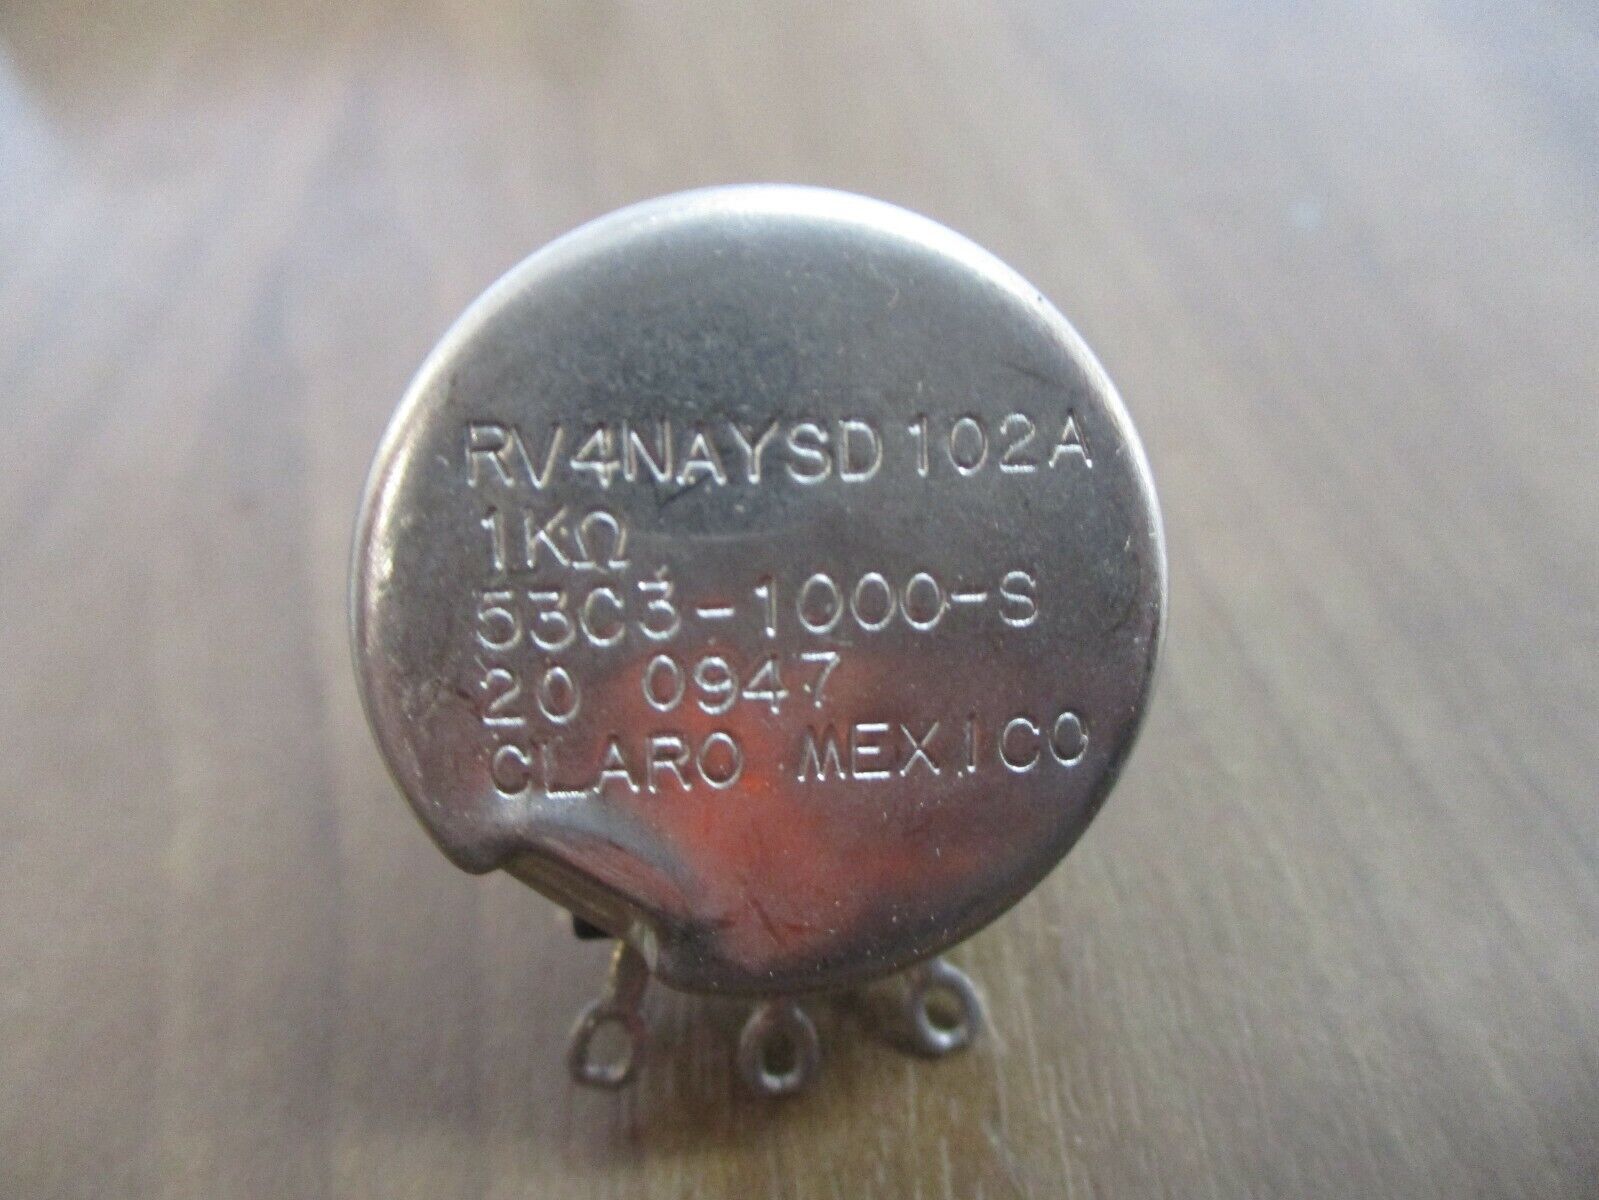 RV4NAYSD102A
1KΩ
53C3-1000-S
20 0947
CLARO MEXICO